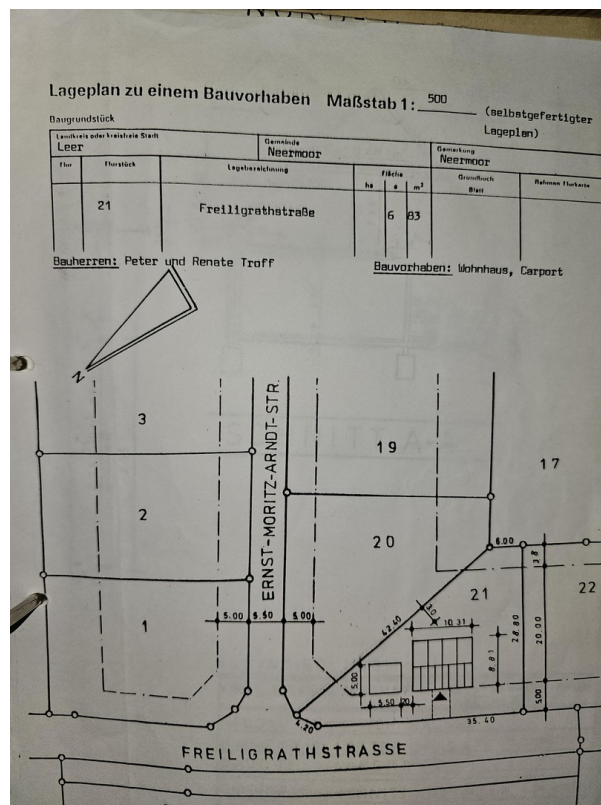 Lageplan zu einem Bauvorhaben Maßstab 1: 500 (selbstgefertigter
Lageplan)
Baugrundstück
Landkreis oder kreisfreie Stadt Gemeinde Gemarkung
Leer Neermoor Neermoor
Flur Flurstück Lagebezeichnung Fläche Grundbuch Rahmen Flurkarte
ha a m² Blatt
21 Freiligrathstraße 6 83
Bauherren: Peter und Renate Troff Bauvorhaben: Wohnhaus, Carport
N
3
19
17
2
ERNST-MORITZ-ARNDT-STR.
20
6.00
21
22
1
5.00 5.50 5.00
42.40
10.31
28.80
20.00
8.81
5.00
5.50
5.00
4.20
35.40
FREILIGRATHSTRASSE